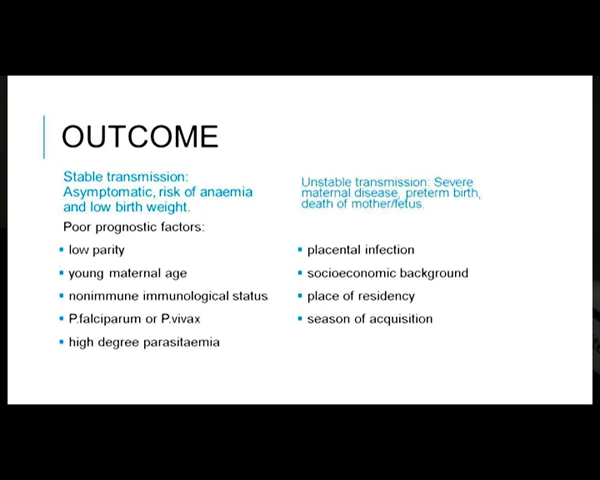 OUTCOME
Stable transmission:
Asymptomatic, risk of anaemia
and low birth weight.
Poor prognostic factors:
▪ low parity
▪ young maternal age
▪ nonimmune immunological status
▪ P.falciparum or P.vivax
▪ high degree parasitaemia
Unstable transmission: Severe
maternal disease, preterm birth,
death of mother/fetus.
▪ placental infection
▪ socioeconomic background
▪ place of residency
▪ season of acquisition